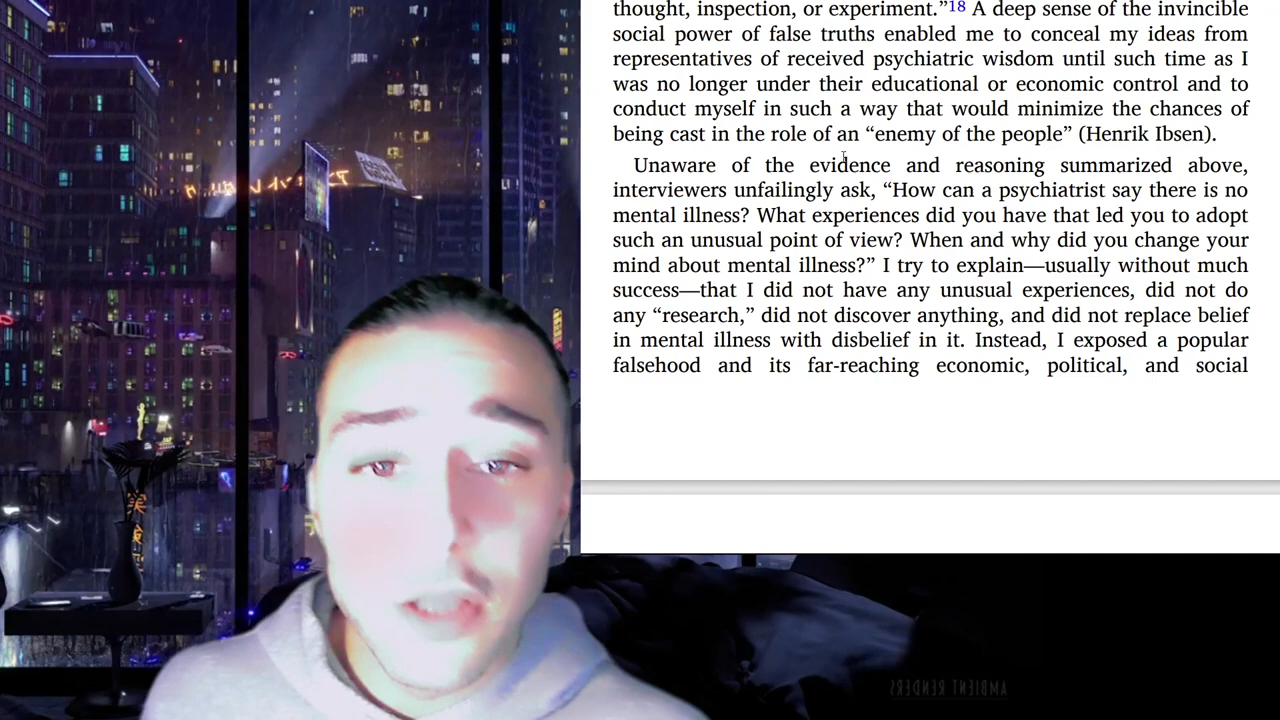 thought, inspection, or experiment.”18 A deep sense of the invincible
social power of false truths enabled me to conceal my ideas from
representatives of received psychiatric wisdom until such time as I
was no longer under their educational or economic control and to
conduct myself in such a way that would minimize the chances of
being cast in the role of an “enemy of the people” (Henrik Ibsen).
Unaware of the evidence and reasoning summarized above,
interviewers unfailingly ask, “How can a psychiatrist say there is no
mental illness? What experiences did you have that led you to adopt
such an unusual point of view? When and why did you change your
mind about mental illness?” I try to explain—usually without much
success—that I did not have any unusual experiences, did not do
any “research,” did not discover anything, and did not replace belief
in mental illness with disbelief in it. Instead, I exposed a popular
falsehood and its far-reaching economic, political, and social
AMBIENT RENDERS